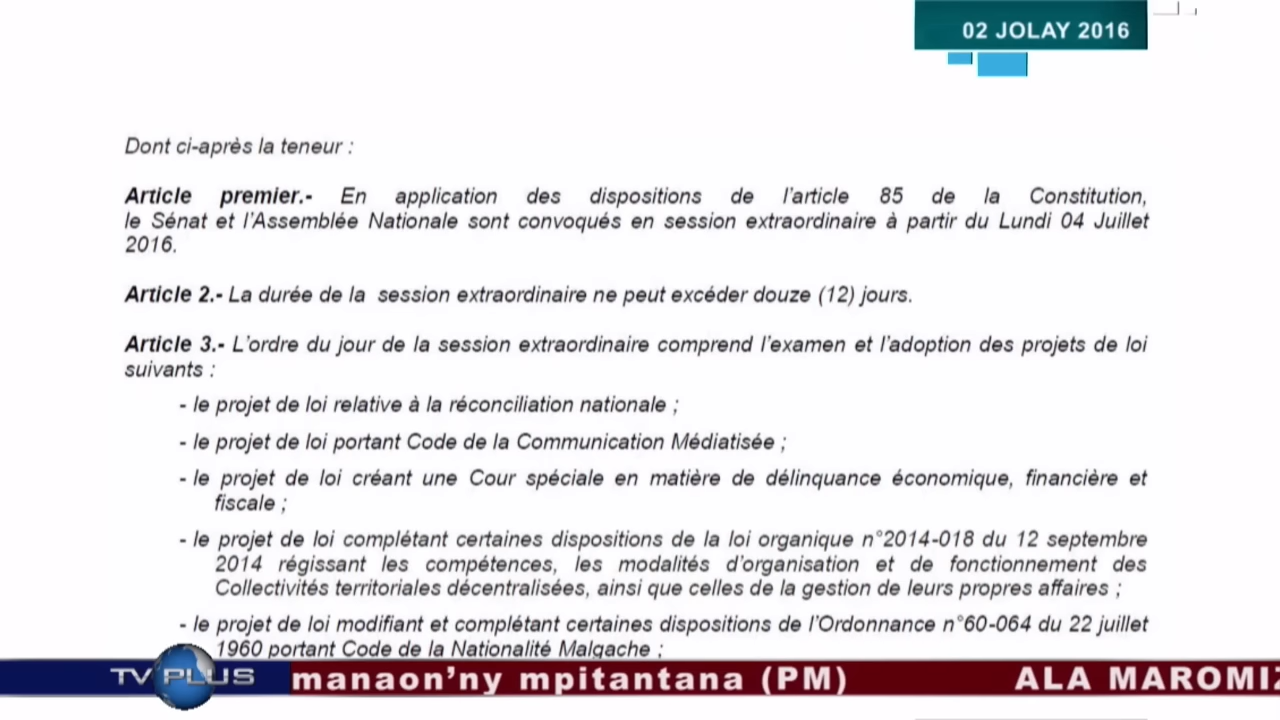 02 JOLAY 2016
Dont ci-après la teneur :
Article premier.- En application des dispositions de l'article 85 de la Constitution,
le Sénat et l'Assemblée Nationale sont convoqués en session extraordinaire à partir du Lundi 04 Juillet
2016.
Article 2.- La durée de la session extraordinaire ne peut excéder douze (12) jours.
Article 3.- L'ordre du jour de la session extraordinaire comprend l'examen et l'adoption des projets de loi
suivants :
- le projet de loi relative à la réconciliation nationale ;
- le projet de loi portant Code de la Communication Médiatisée ;
- le projet de loi créant une Cour spéciale en matière de délinquance économique, financière et
fiscale ;
- le projet de loi complétant certaines dispositions de la loi organique n°2014-018 du 12 septembre
2014 régissant les compétences, les modalités d'organisation et de fonctionnement des
Collectivités territoriales décentralisées, ainsi que celles de la gestion de leurs propres affaires ;
- le projet de loi modifiant et complétant certaines dispositions de l'Ordonnance n°60-064 du 22 juillet
1960 portant Code de la Nationalité Malgache ;
TV PLUS manaon'ny mpitantana (PM) ALA